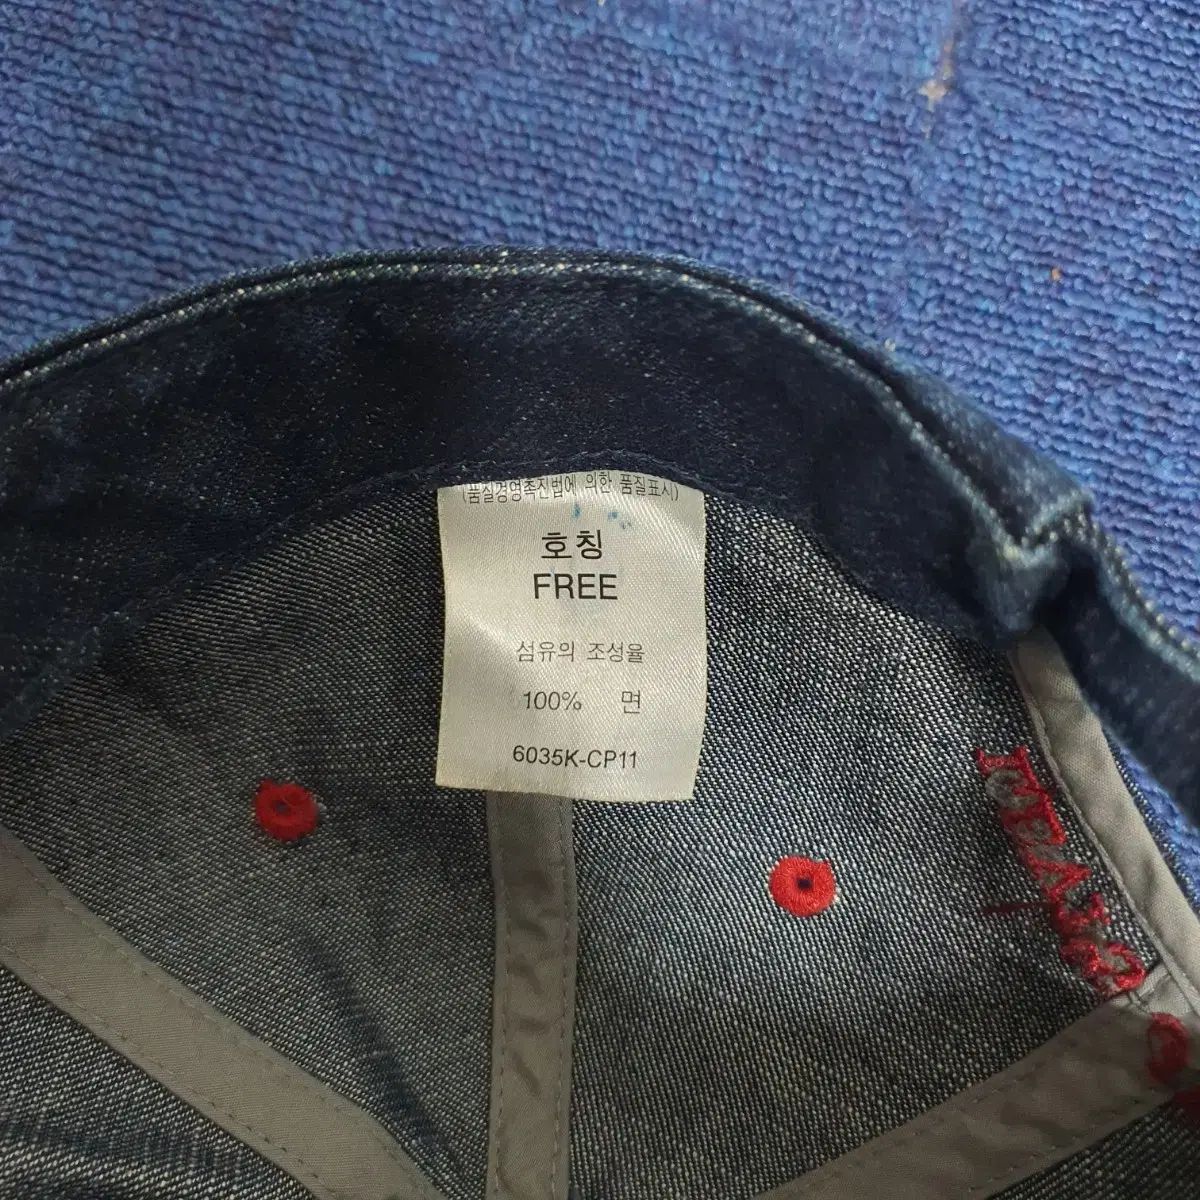 (품질경영촉진법에 의한 품질표시)
호칭
FREE
섬유의 조성율
100% 면
6035K-CP11